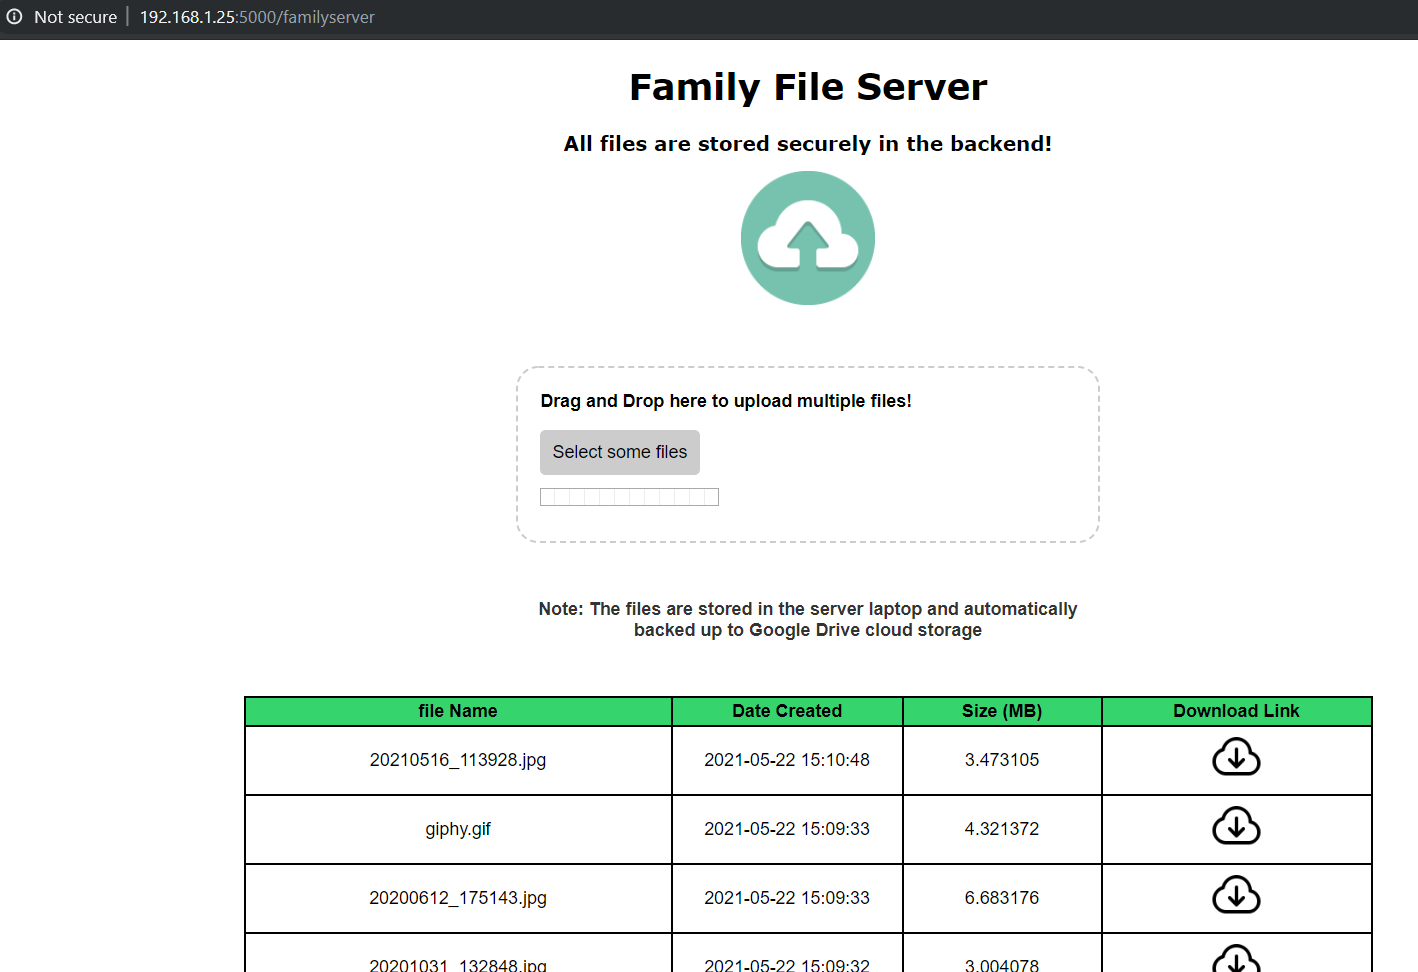 Not secure | 192.168.1.25:5000/familyserver
Family File Server
All files are stored securely in the backend!
Drag and Drop here to upload multiple files!
Select some files
Note: The files are stored in the server laptop and automatically
backed up to Google Drive cloud storage
file Name Date Created Size (MB) Download Link
20210516_113928.jpg 2021-05-22 15:10:48 3.473105
giphy.gif 2021-05-22 15:09:33 4.321372
20200612_175143.jpg 2021-05-22 15:09:33 6.683176
20201031_132848.jpg 2021-05-22 15:09:32 3.004078